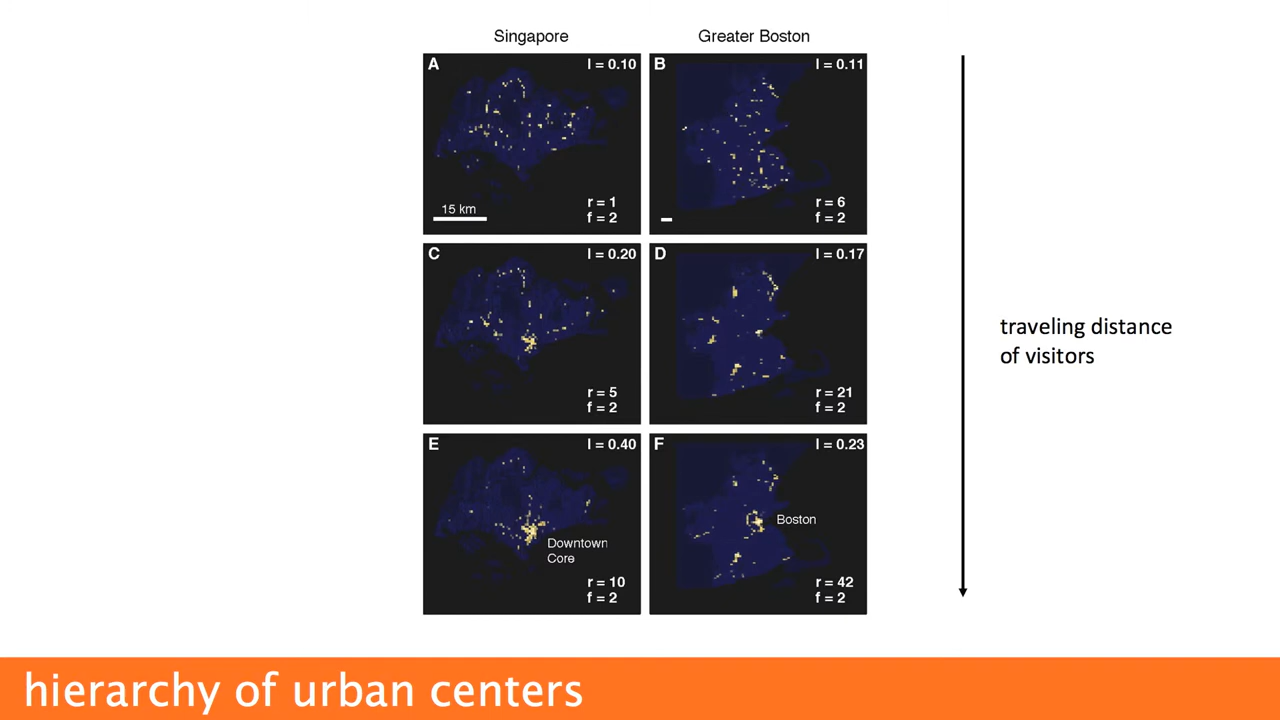 Singapore
Greater Boston
A
I = 0.10
15 km
r = 1
f = 2
B
I = 0.11
r = 6
f = 2
C
I = 0.20
r = 5
f = 2
D
I = 0.17
r = 21
f = 2
E
I = 0.40
Downtown
Core
r = 10
f = 2
F
I = 0.23
Boston
r = 42
f = 2
traveling distance
of visitors
hierarchy of urban centers